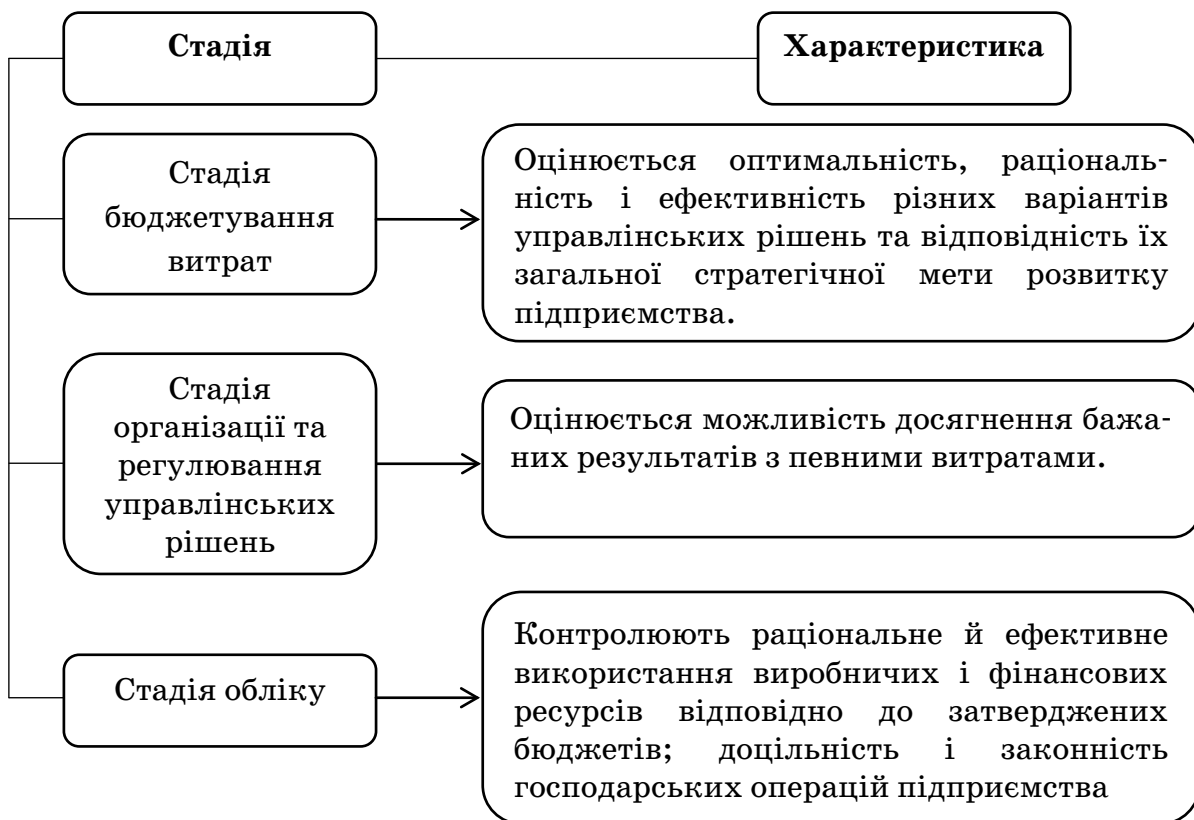 Стадія
Характеристика
Стадія
бюджетування
витрат
Оцінюється оптимальність, раціональ-
ність і ефективність різних варіантів
управлінських рішень та відповідність їх
загальної стратегічної мети розвитку
підприємства.
Стадія
організації та
регулювання
управлінських
рішень
Оцінюється можливість досягнення бажа-
них результатів з певними витратами.
Стадія обліку
Контролюють раціональне й ефективне
використання виробничих і фінансових
ресурсів відповідно до затверджених
бюджетів; доцільність і законність
господарських операцій підприємства